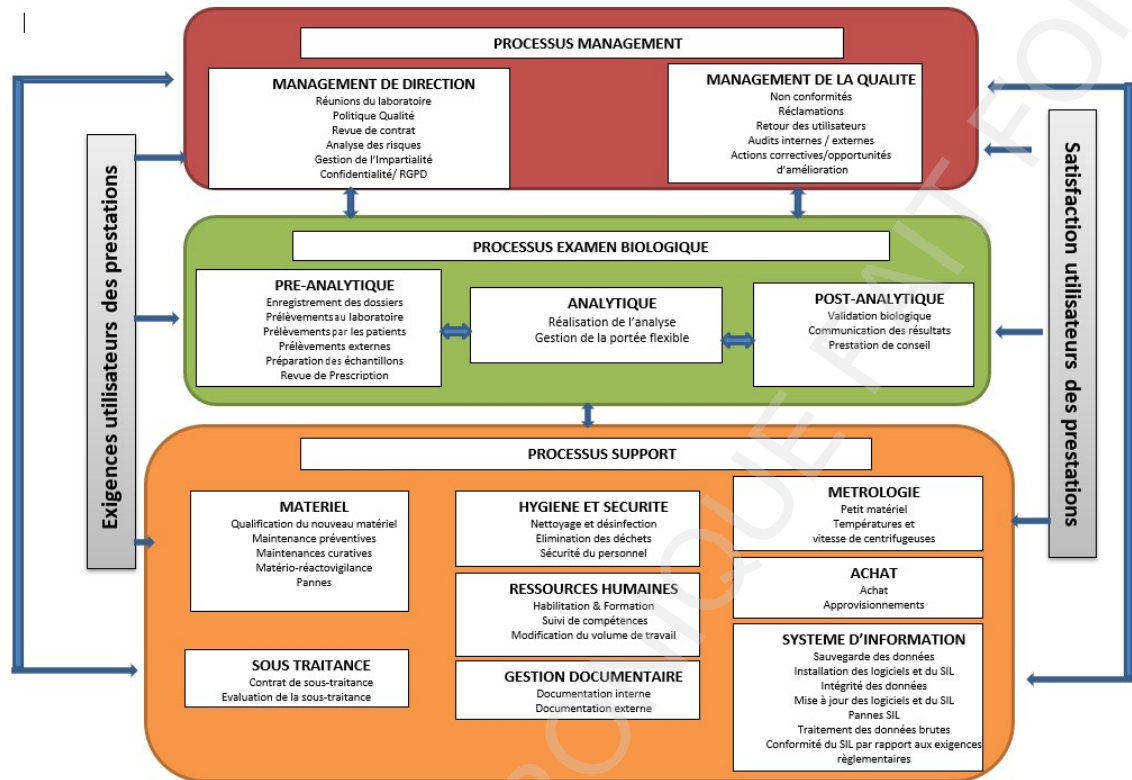 PROCESSUS MANAGEMENT
MANAGEMENT DE DIRECTION
Réunions du laboratoire
Politique Qualité
Revue de contrat
Analyse des risques
Gestion de l'Impartialité
Confidentialité/ RGPD
MANAGEMENT DE LA QUALITE
Non conformités
Réclamations
Retour des utilisateurs
Audits internes / externes
Actions correctives/opportunités
d'amélioration
Exigences utilisateurs des prestations
Satisfaction utilisateurs des prestations
PROCESSUS EXAMEN BIOLOGIQUE
PRE-ANALYTIQUE
Enregistrement des dossiers
Prélèvements au laboratoire
Prélèvements par les patients
Prélèvements externes
Préparation des échantillons
Revue de Prescription
ANALYTIQUE
Réalisation de l'analyse
Gestion de la portée flexible
POST-ANALYTIQUE
Validation biologique
Communication des résultats
Prestation de conseil
PROCESSUS SUPPORT
MATERIEL
Qualification du nouveau matériel
Maintenance préventives
Maintenances curatives
Matério-réactovigilance
Pannes
SOUS TRAITANCE
Contrat de sous-traitance
Evaluation de la sous-traitance
HYGIENE ET SECURITE
Nettoyage et désinfection
Elimination des déchets
Sécurité du personnel
RESSOURCES HUMAINES
Habilitation & Formation
Suivi de compétences
Modification du volume de travail
GESTION DOCUMENTAIRE
Documentation interne
Documentation externe
METROLOGIE
Petit matériel
Températures et
vitesse de centrifugeuses
ACHAT
Achat
Approvisionnements
SYSTEME D'INFORMATION
Sauvegarde des données
Installation des logiciels et du SIL
Intégrité des données
Mise à jour des logiciels et du SIL
Pannes SIL
Traitement des données brutes
Conformité du SIL par rapport aux exigences
règlementaires